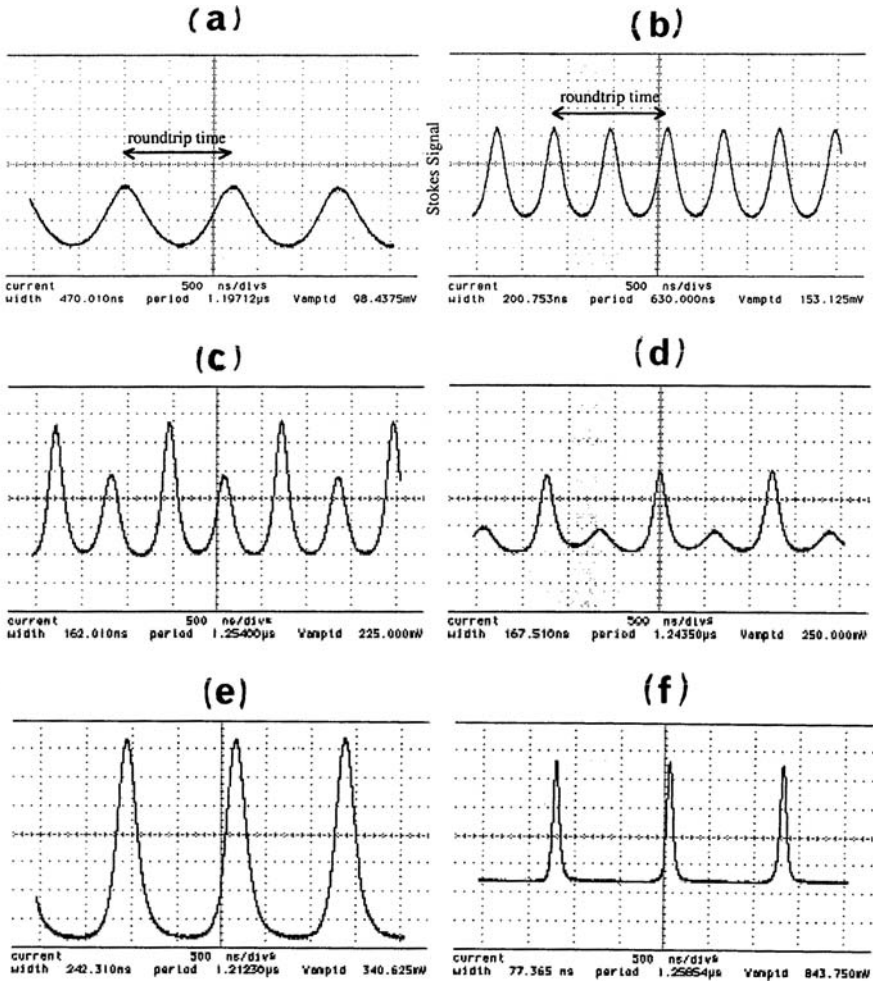 (a)
roundtrip time
current 500 ns/divs
width 470.010ns period 1.19712µs Vamptd 98.4375mV
(b)
roundtrip time
Stokes Signal
current 500 ns/divs
width 200.753ns period 630.000ns Vamptd 153.125mV
(c)
current 500 ns/divs
width 162.010ns period 1.25400µs Vamptd 225.000mV
(d)
current 500 ns/divs
width 167.510ns period 1.24350µs Vamptd 250.000mV
(e)
current 500 ns/divs
width 242.310ns period 1.21230µs Vamptd 340.625mV
(f)
current 500 ns/divs
width 77.365 ns period 1.25854µs Vamptd 843.750mV